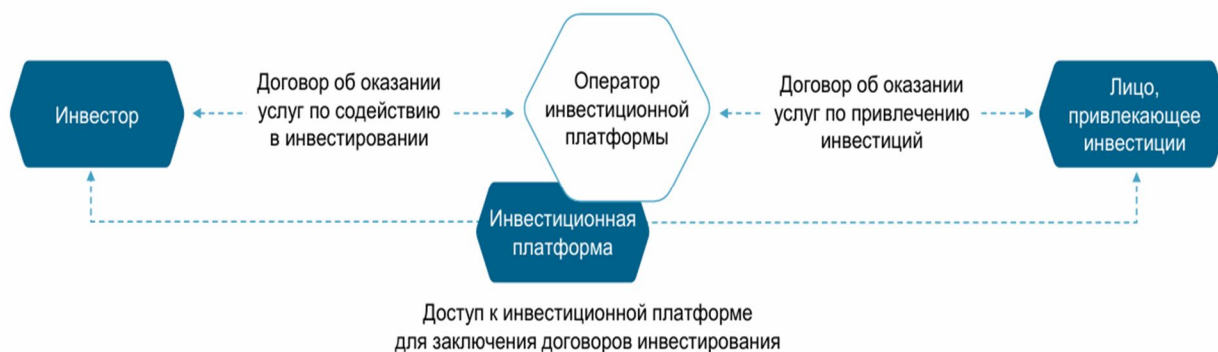 Инвестор
Договор об оказании
услуг по содействию
в инвестировании
Оператор
инвестиционной
платформы
Договор об оказании
услуг по привлечению
инвестиций
Лицо,
привлекающее
инвестиции
Инвестиционная
платформа
Доступ к инвестиционной платформе
для заключения договоров инвестирования